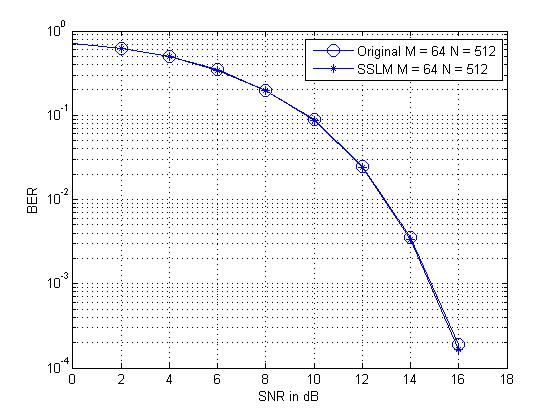 10^0
10^-1
10^-2
10^-3
10^-4
BER
Original M = 64 N = 512
SSLM M = 64 N = 512
0 2 4 6 8 10 12 14 16 18
SNR in dB